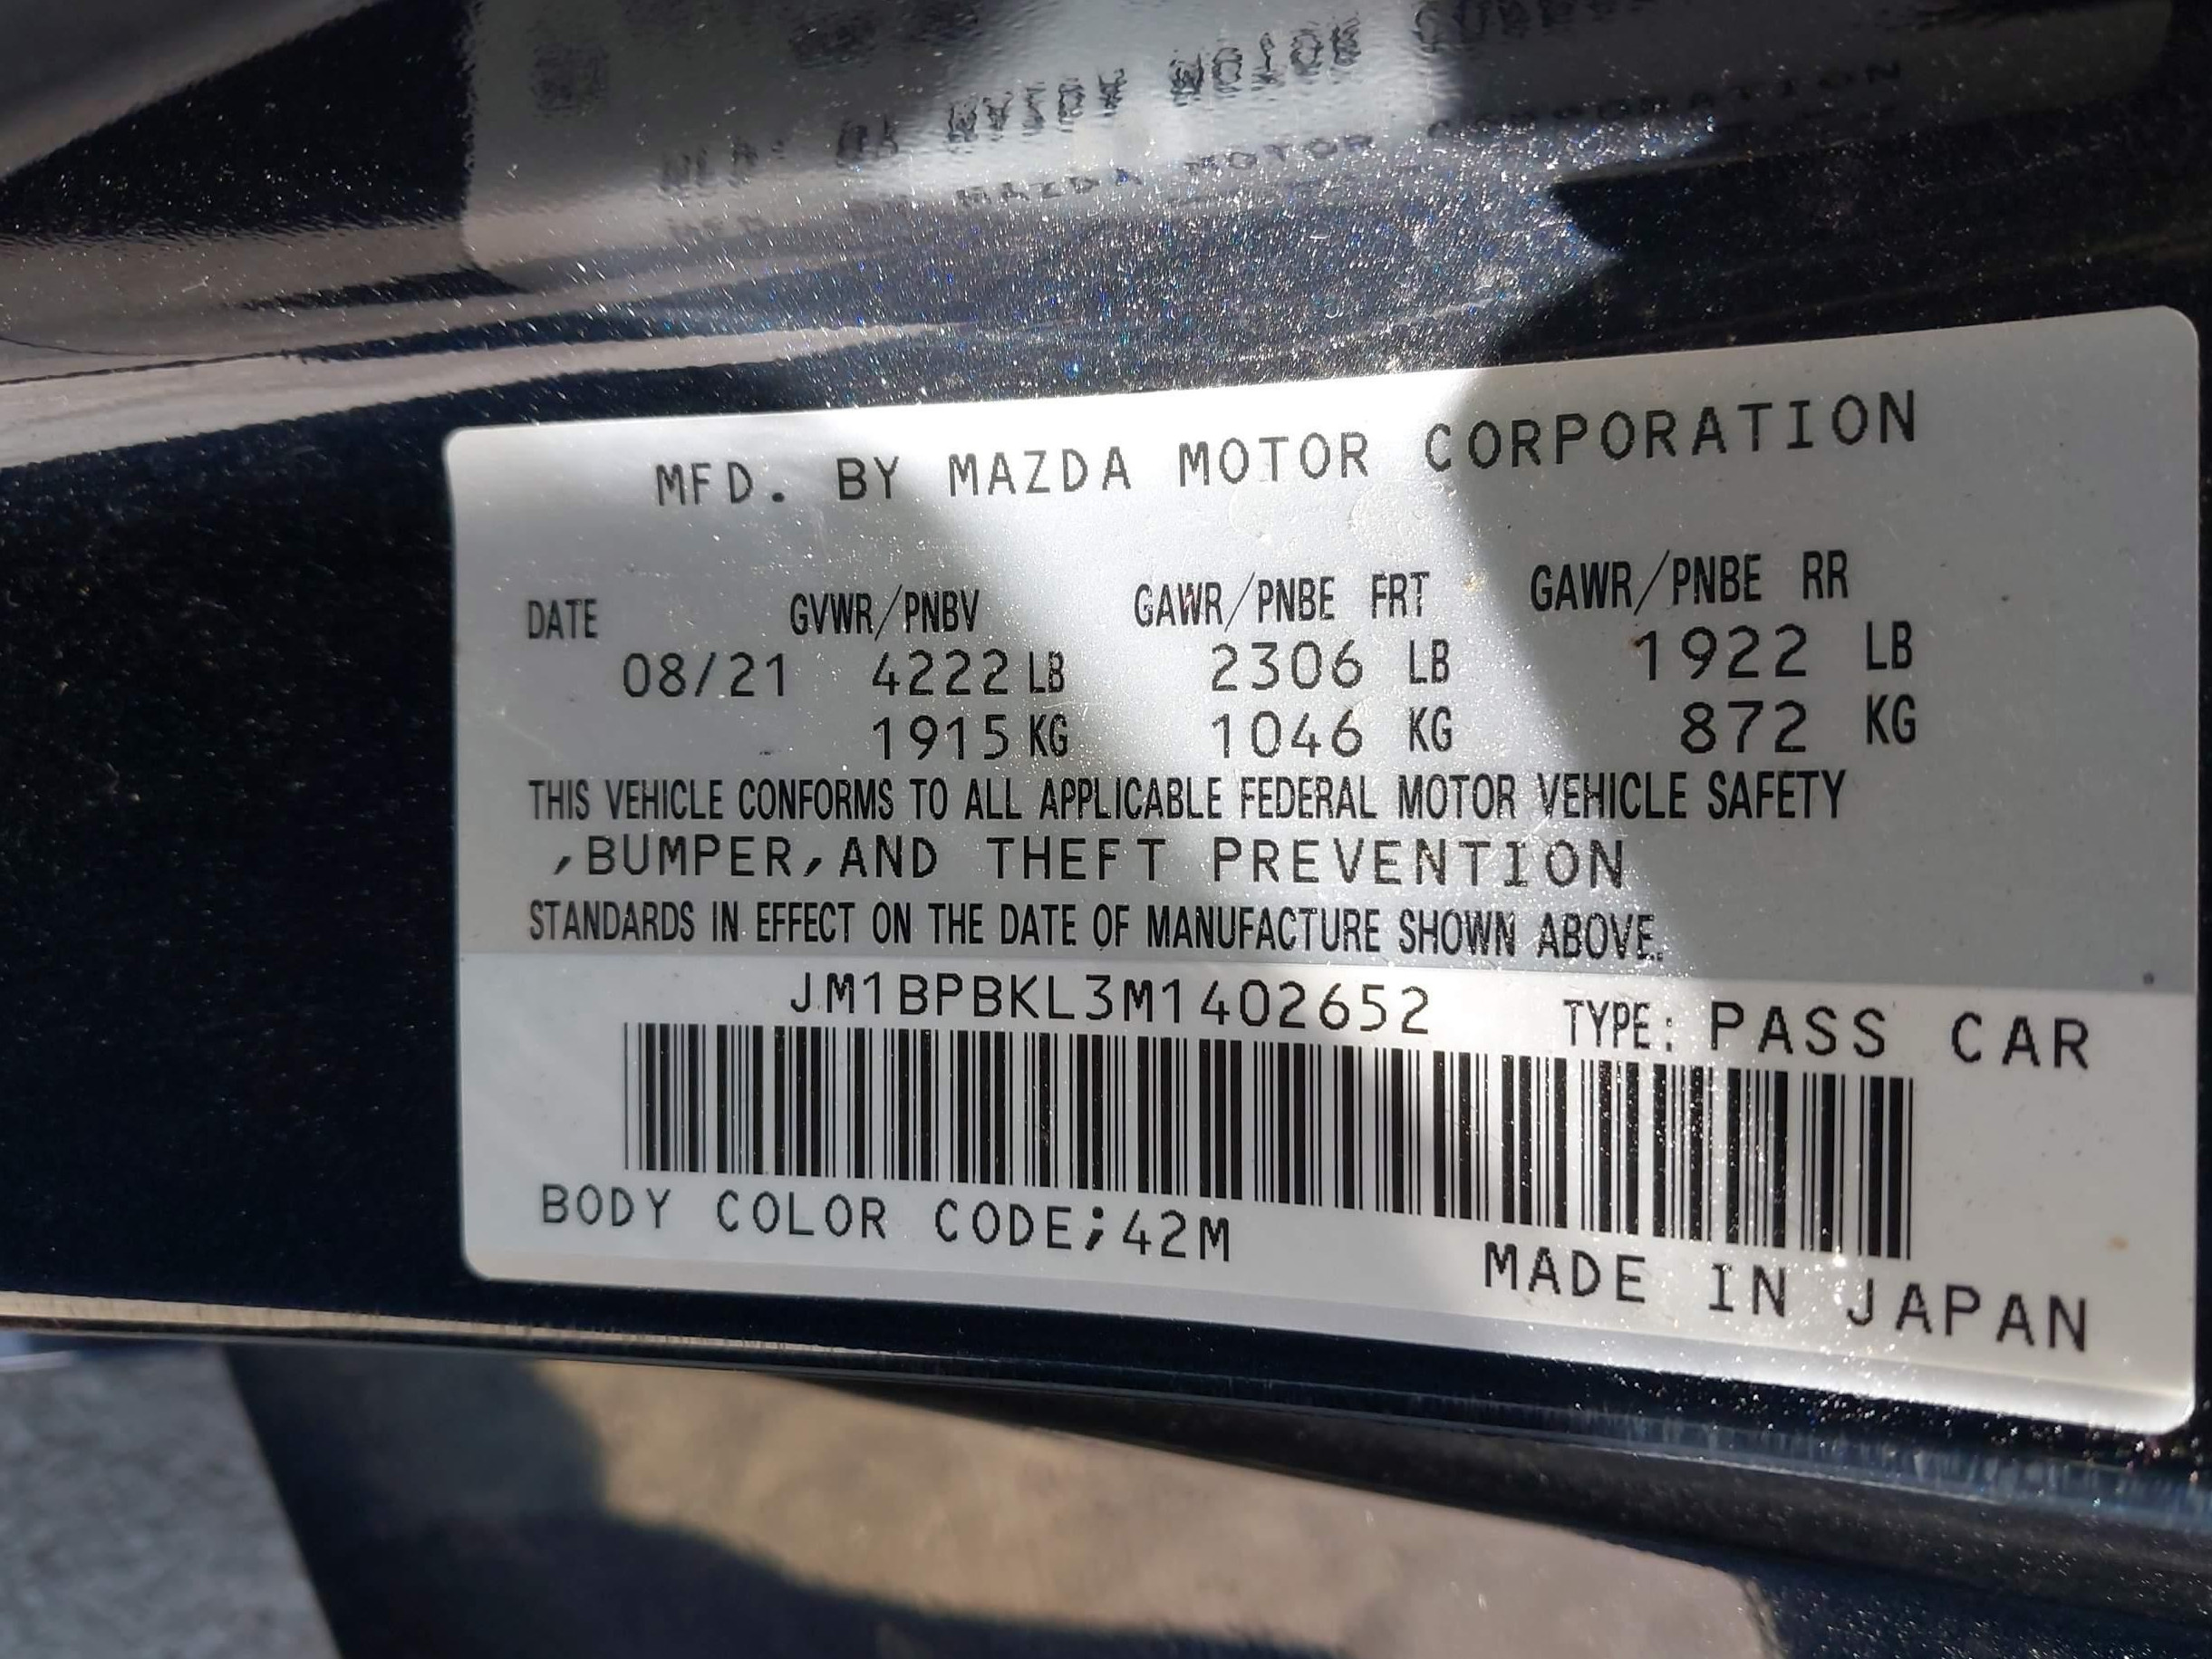 MFD. BY MAZDA MOTOR CORPORATION
DATE GVWR/PNBV GAWR/PNBE FRT GAWR/PNBE RR
08/21 4222 LB 2306 LB 1922 LB
1915 KG 1046 KG 872 KG
THIS VEHICLE CONFORMS TO ALL APPLICABLE FEDERAL MOTOR VEHICLE SAFETY
,BUMPER,AND THEFT PREVENTION
STANDARDS IN EFFECT ON THE DATE OF MANUFACTURE SHOWN ABOVE.
JM1BPBKL3M1402652 TYPE: PASS CAR
BODY COLOR CODE;42M
MADE IN JAPAN